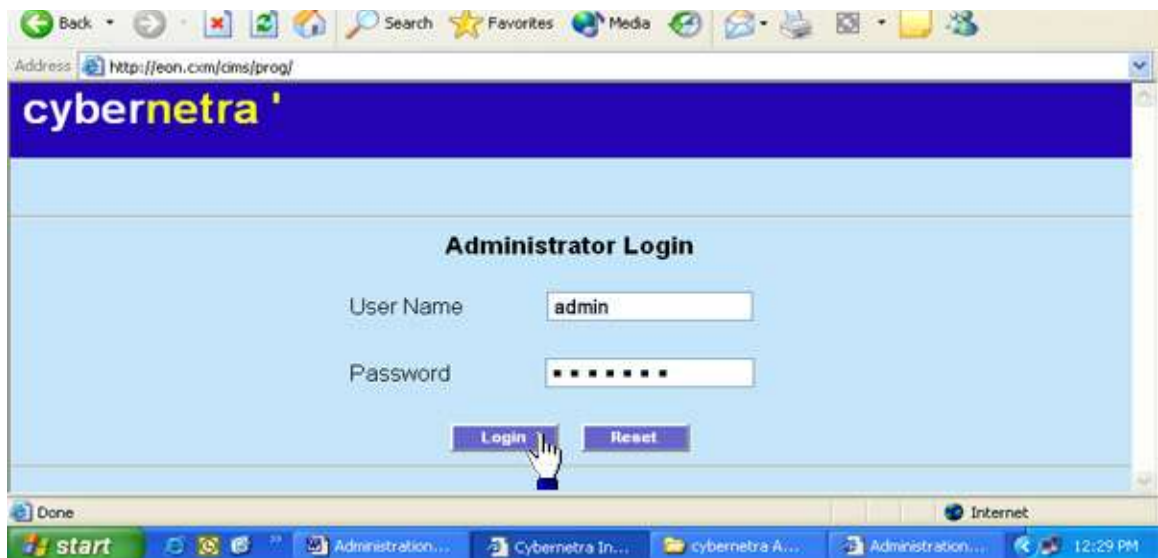 Back Search Favorites Media
Address http://eon.cxm/cims/prog/
cybernetra '
Administrator Login
User Name admin
Password
Login Reset
Done Internet
start Administration... Cybernetra In... cybernetra A... Administration... 12:29 PM